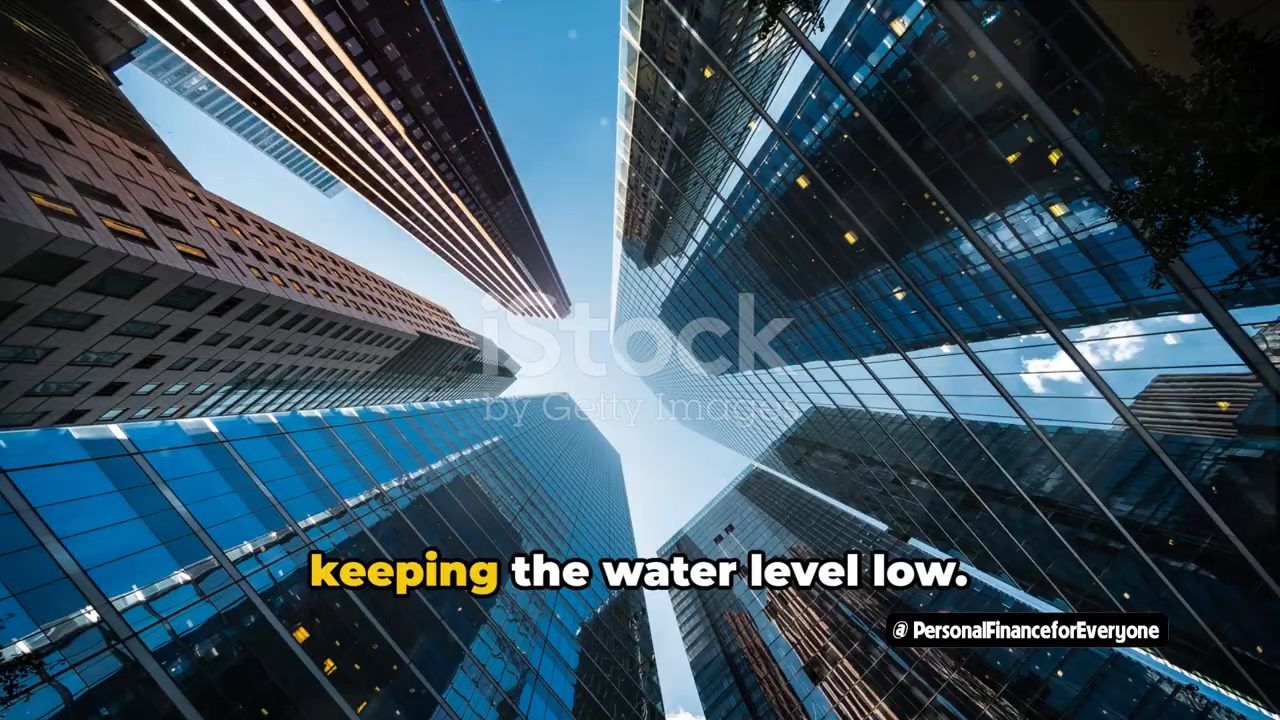 iStock
by Getty Images
keeping the water level low.
@ PersonalFinanceforEveryone